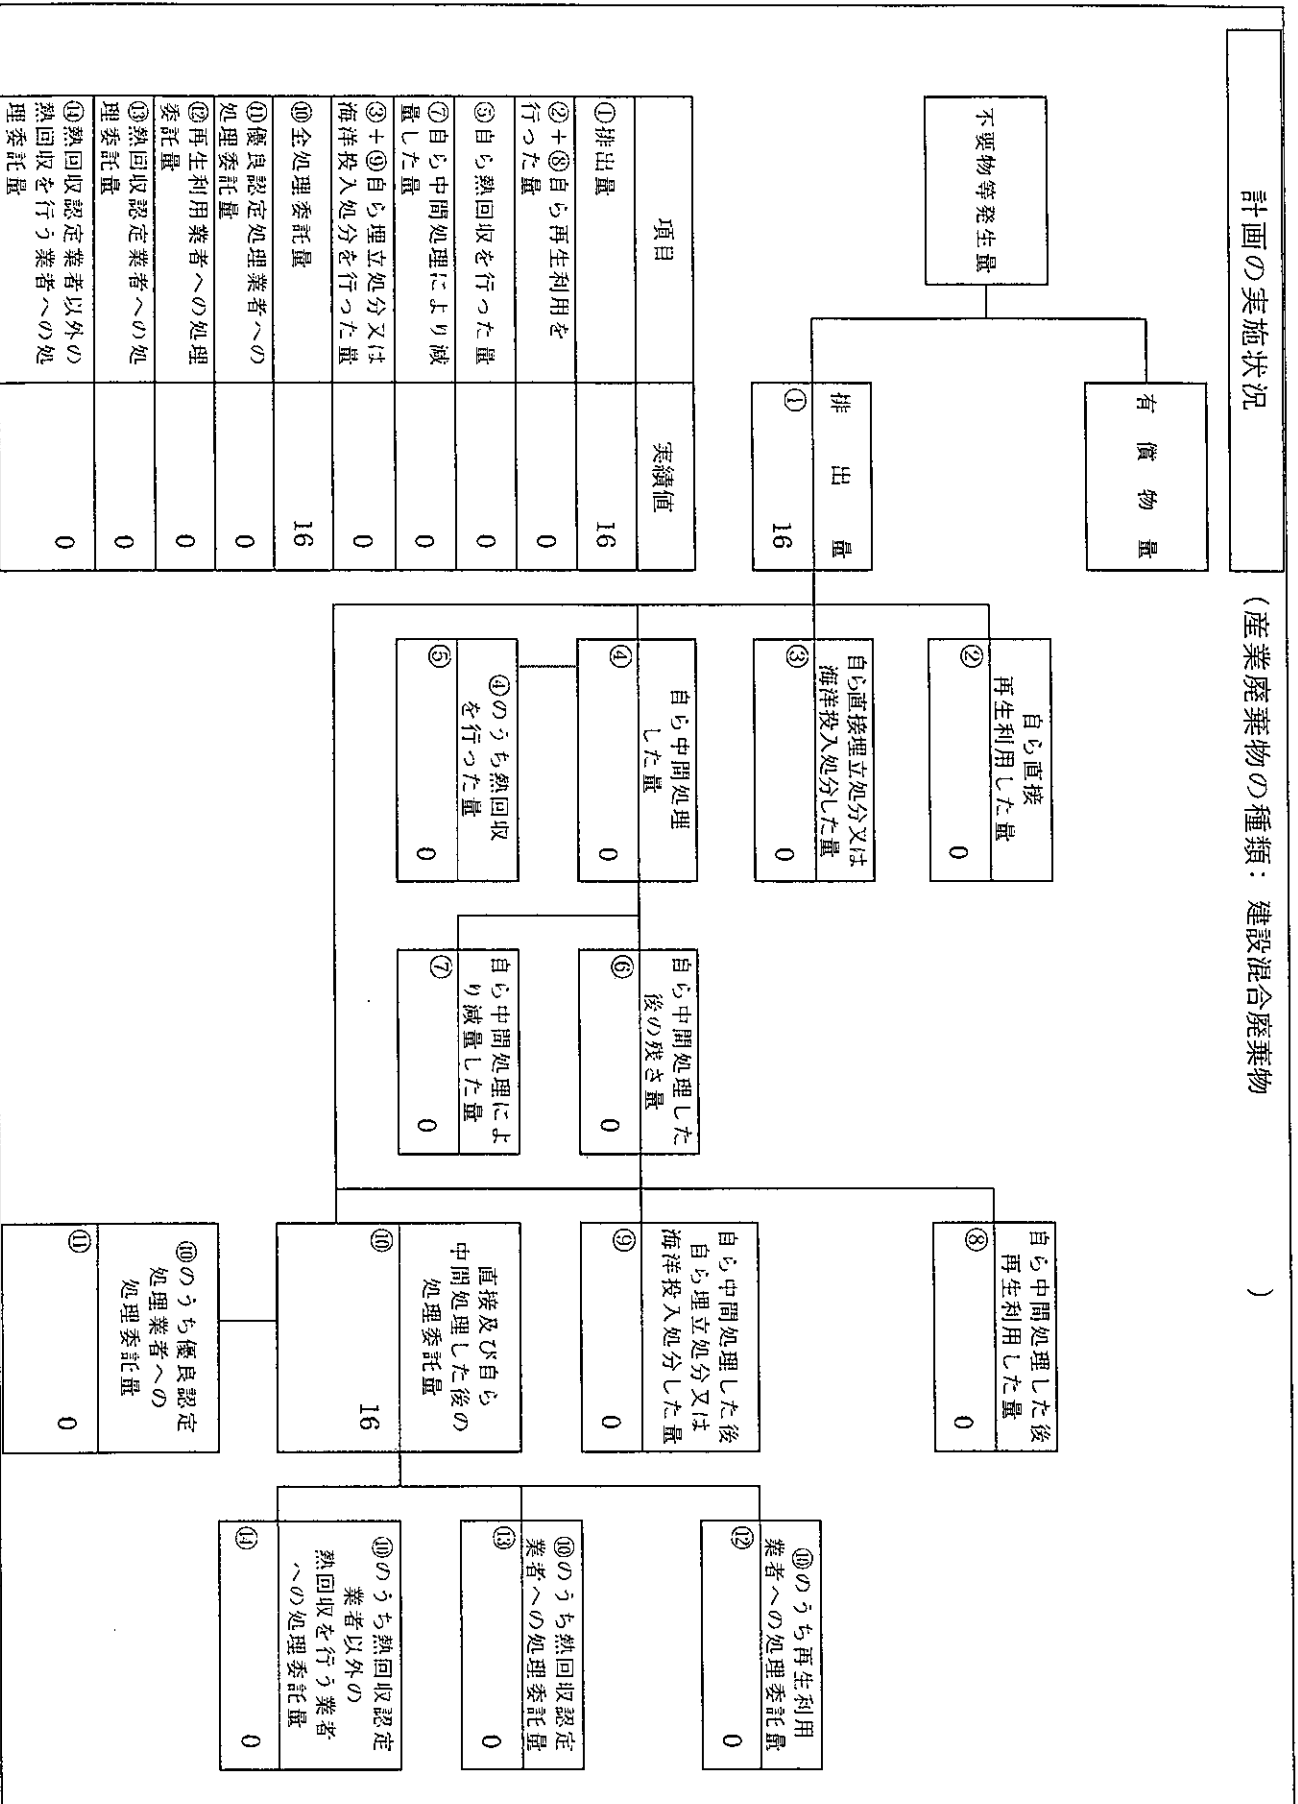 計画の実施状況
（産業廃棄物の種類：建設混合廃棄物　　　　　）
不要物等発生量
有償物量
排出量
①
16
自ら直接
再生利用した量
②
0
自ら直接埋立処分又は
海洋投入処分した量
③
0
自ら中間処理
した量
④
0
④のうち熱回収
を行った量
⑤
0
自ら中間処理した
後の残さ量
⑥
0
自ら中間処理によ
り減量した量
⑦
0
自ら中間処理した後
再生利用した量
⑧
0
自ら中間処理した後
自ら埋立処分又は
海洋投入処分した量
⑨
0
直接及び自ら
中間処理した後の
処理委託量
⑩
16
⑩のうち優良認定
処理業者への
処理委託量
⑪
0
⑩のうち再生利用
業者への処理委託量
⑫
0
⑩のうち熱回収認定
業者への処理委託量
⑬
0
⑩のうち熱回収認定
業者以外の
熱回収を行う業者
への処理委託量
⑭
0
項目 実績値
①排出量 16
②＋⑧自ら再生利用を
行った量 0
⑤自ら熱回収を行った量 0
⑦自ら中間処理により減
量した量 0
③＋⑨自ら埋立処分又は
海洋投入処分を行った量 0
⑩全処理委託量 16
⑪優良認定処理業者への
処理委託量 0
⑫再生利用業者への処理
委託量 0
⑬熱回収認定業者への処
理委託量 0
⑭熱回収認定業者以外の
熱回収を行う業者への処
理委託量 0